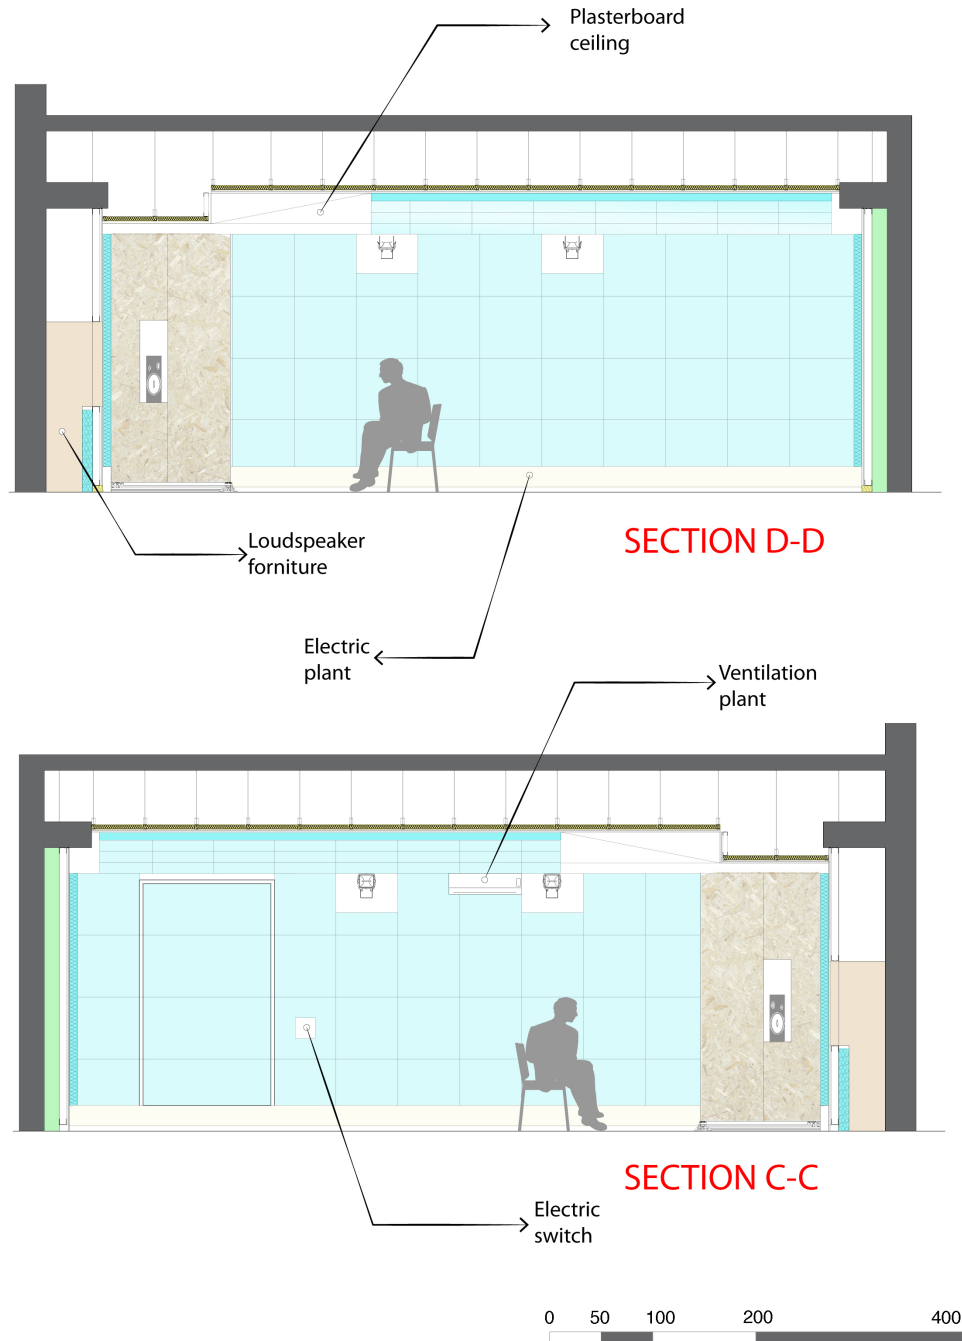 Plasterboard
ceiling
SECTION D-D
Loudspeaker
forniture
Electric
plant
Ventilation
plant
SECTION C-C
Electric
switch
0 50 100 200 400